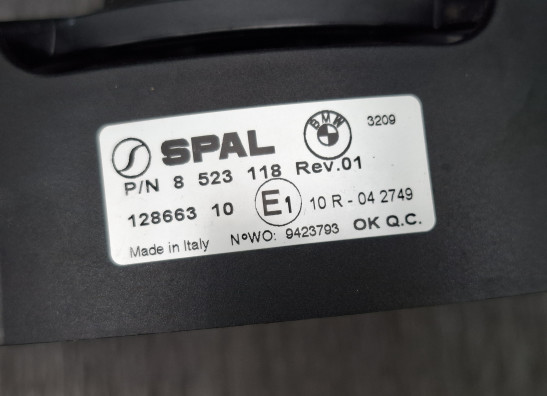 SPAL BMW 3209
P/N 8 523 118 Rev.01
128663 10 E1 10 R - 04 2749
Made in Italy NºWO: 9423793 OK Q.C.